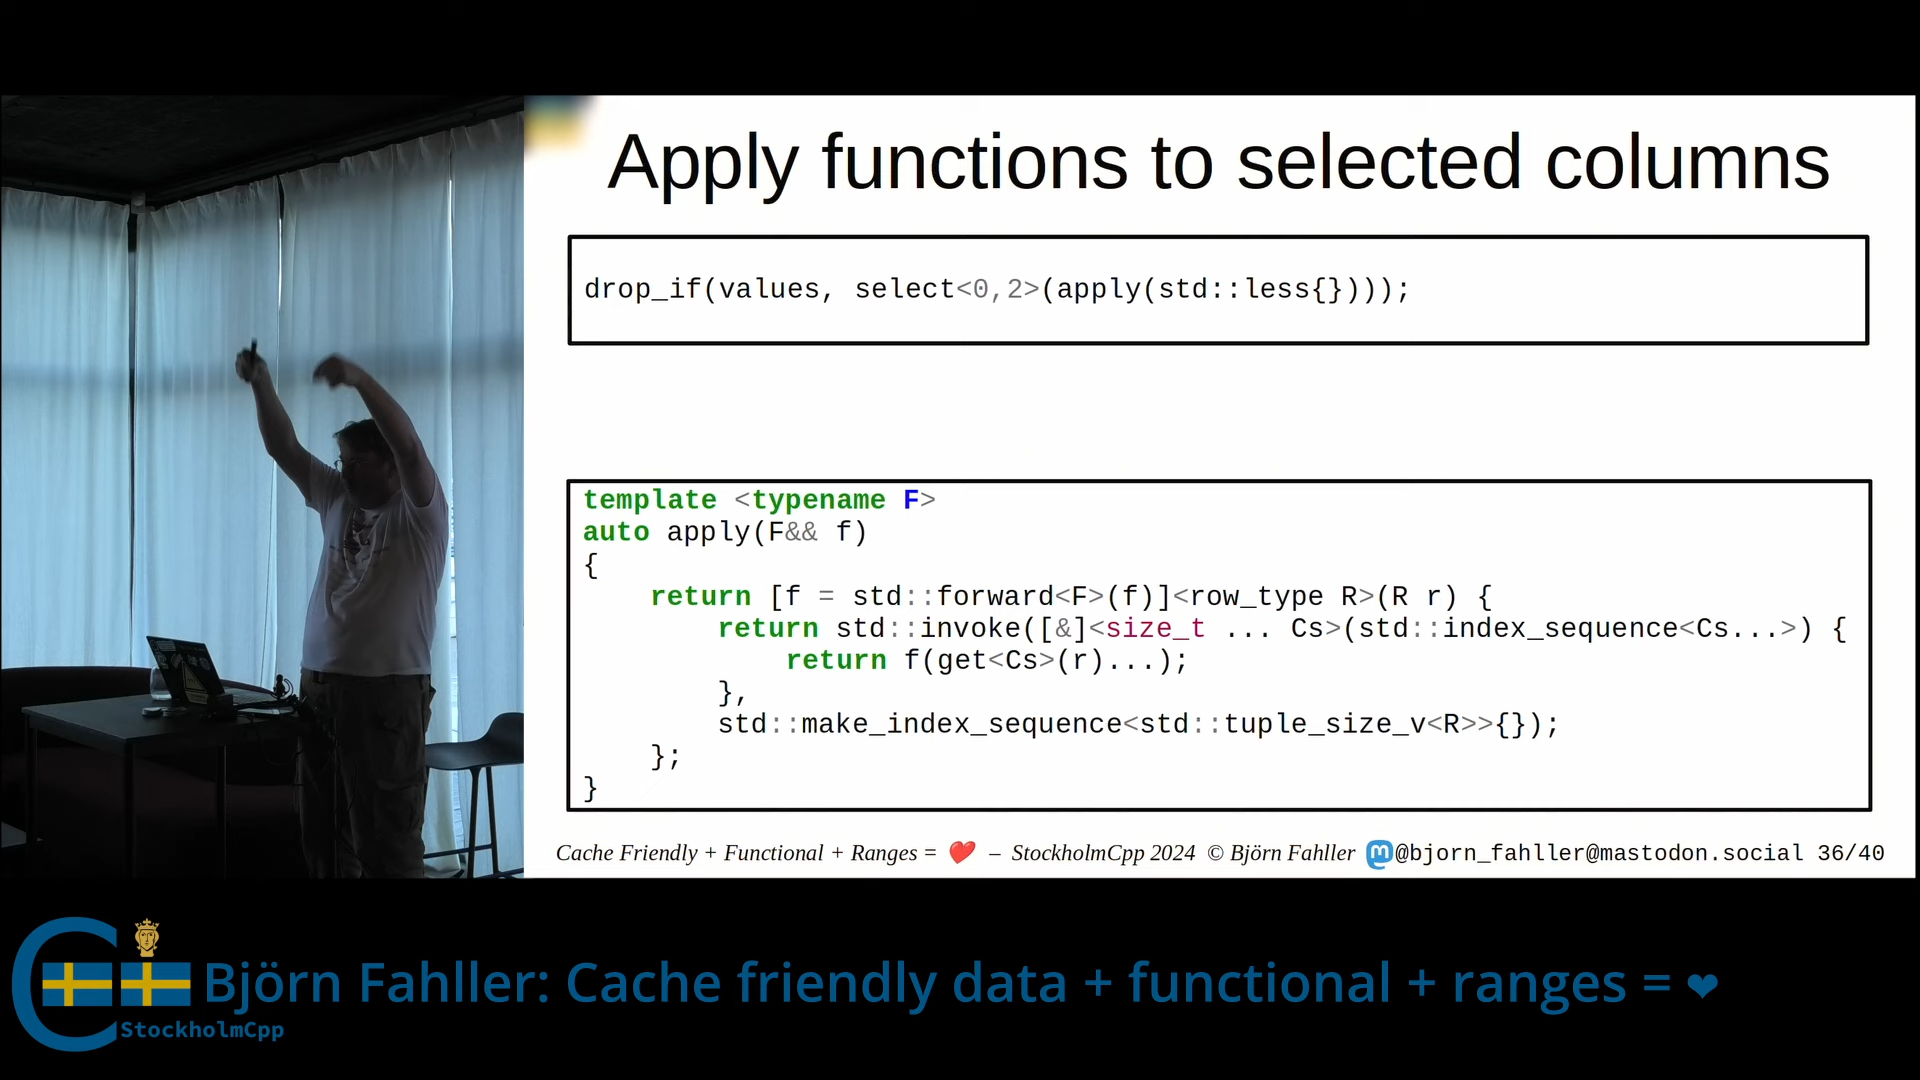 Apply functions to selected columns
drop_if(values, select<0,2>(apply(std::less{})));
template <typename F>
auto apply(F&& f)
{
    return [f = std::forward<F>(f)]<row_type R>(R r) {
        return std::invoke([&]<size_t ... Cs>(std::index_sequence<Cs...>) {
            return f(get<Cs>(r)...);
        },
        std::make_index_sequence<std::tuple_size_v<R>>{});
    };
}
Cache Friendly + Functional + Ranges = ❤️ – StockholmCpp 2024 © Björn Fahller @bjorn_fahller@mastodon.social 36/40
Björn Fahller: Cache friendly data + functional + ranges = ❤
StockholmCpp